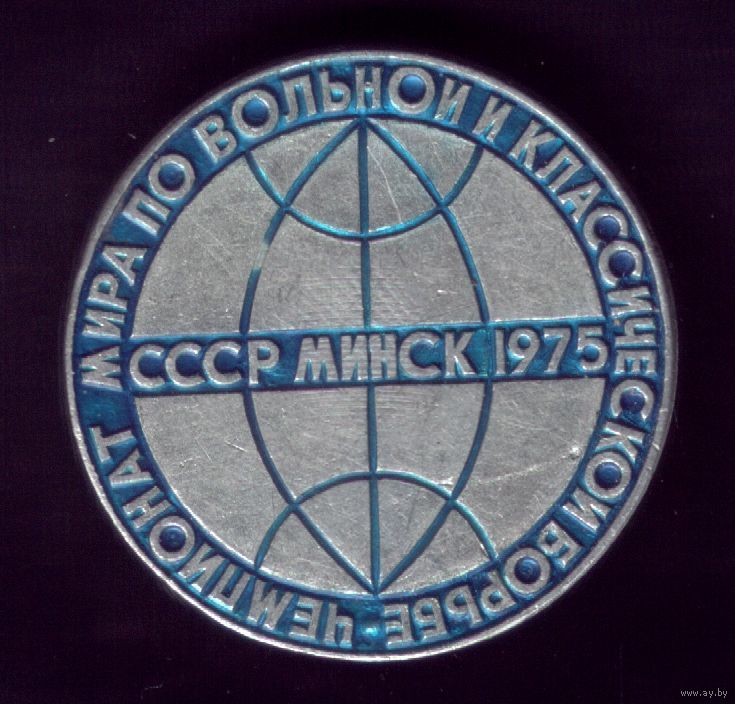 ЧЕМПИОНАТ МИРА ПО ВОЛЬНОЙ И КЛАССИЧЕСКОЙ БОРЬБЕ
СССР МИНСК 1975
www.ay.by